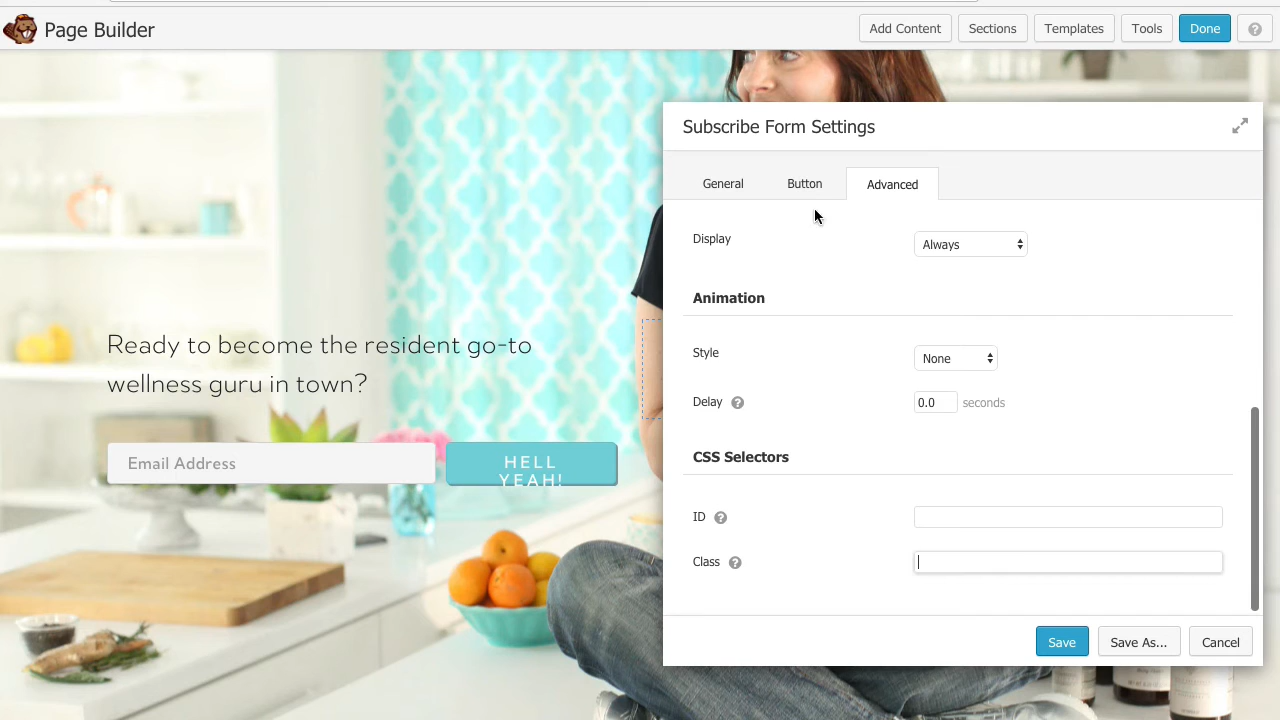 Page Builder
Add Content
Sections
Templates
Tools
Done
?
Subscribe Form Settings
General
Button
Advanced
Display
Always
Animation
Style
None
Delay ?
0.0 seconds
CSS Selectors
ID ?
Class ?
Save
Save As...
Cancel
Ready to become the resident go-to
wellness guru in town?
Email Address
HELL
YEAH!